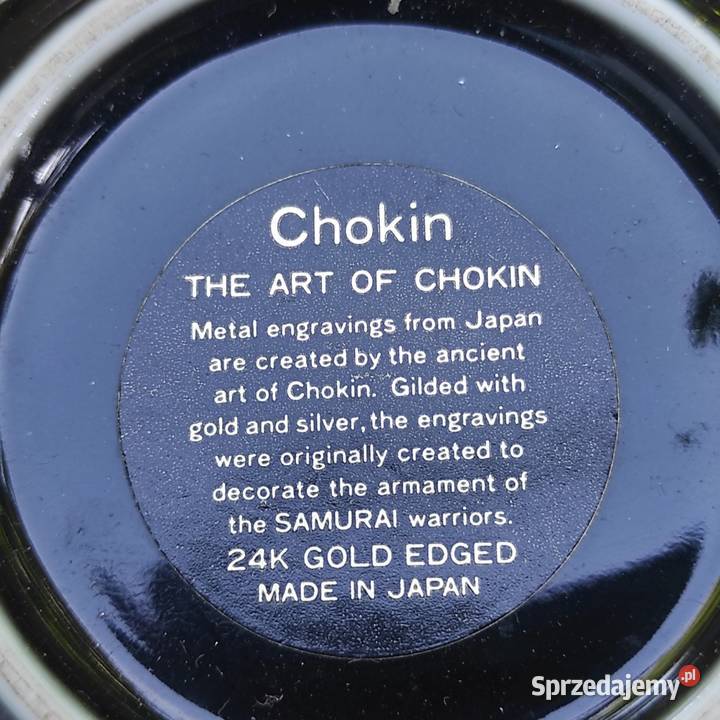 Chokin
THE ART OF CHOKIN
Metal engravings from Japan
are created by the ancient
art of Chokin. Gilded with
gold and silver, the engravings
were originally created to
decorate the armament of
the SAMURAI warriors.
24K GOLD EDGED
MADE IN JAPAN
Sprzedajemy.pl